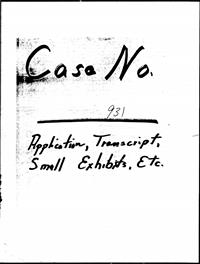 Case No.
931
Application, Transcript,
Small Exhibits, Etc.